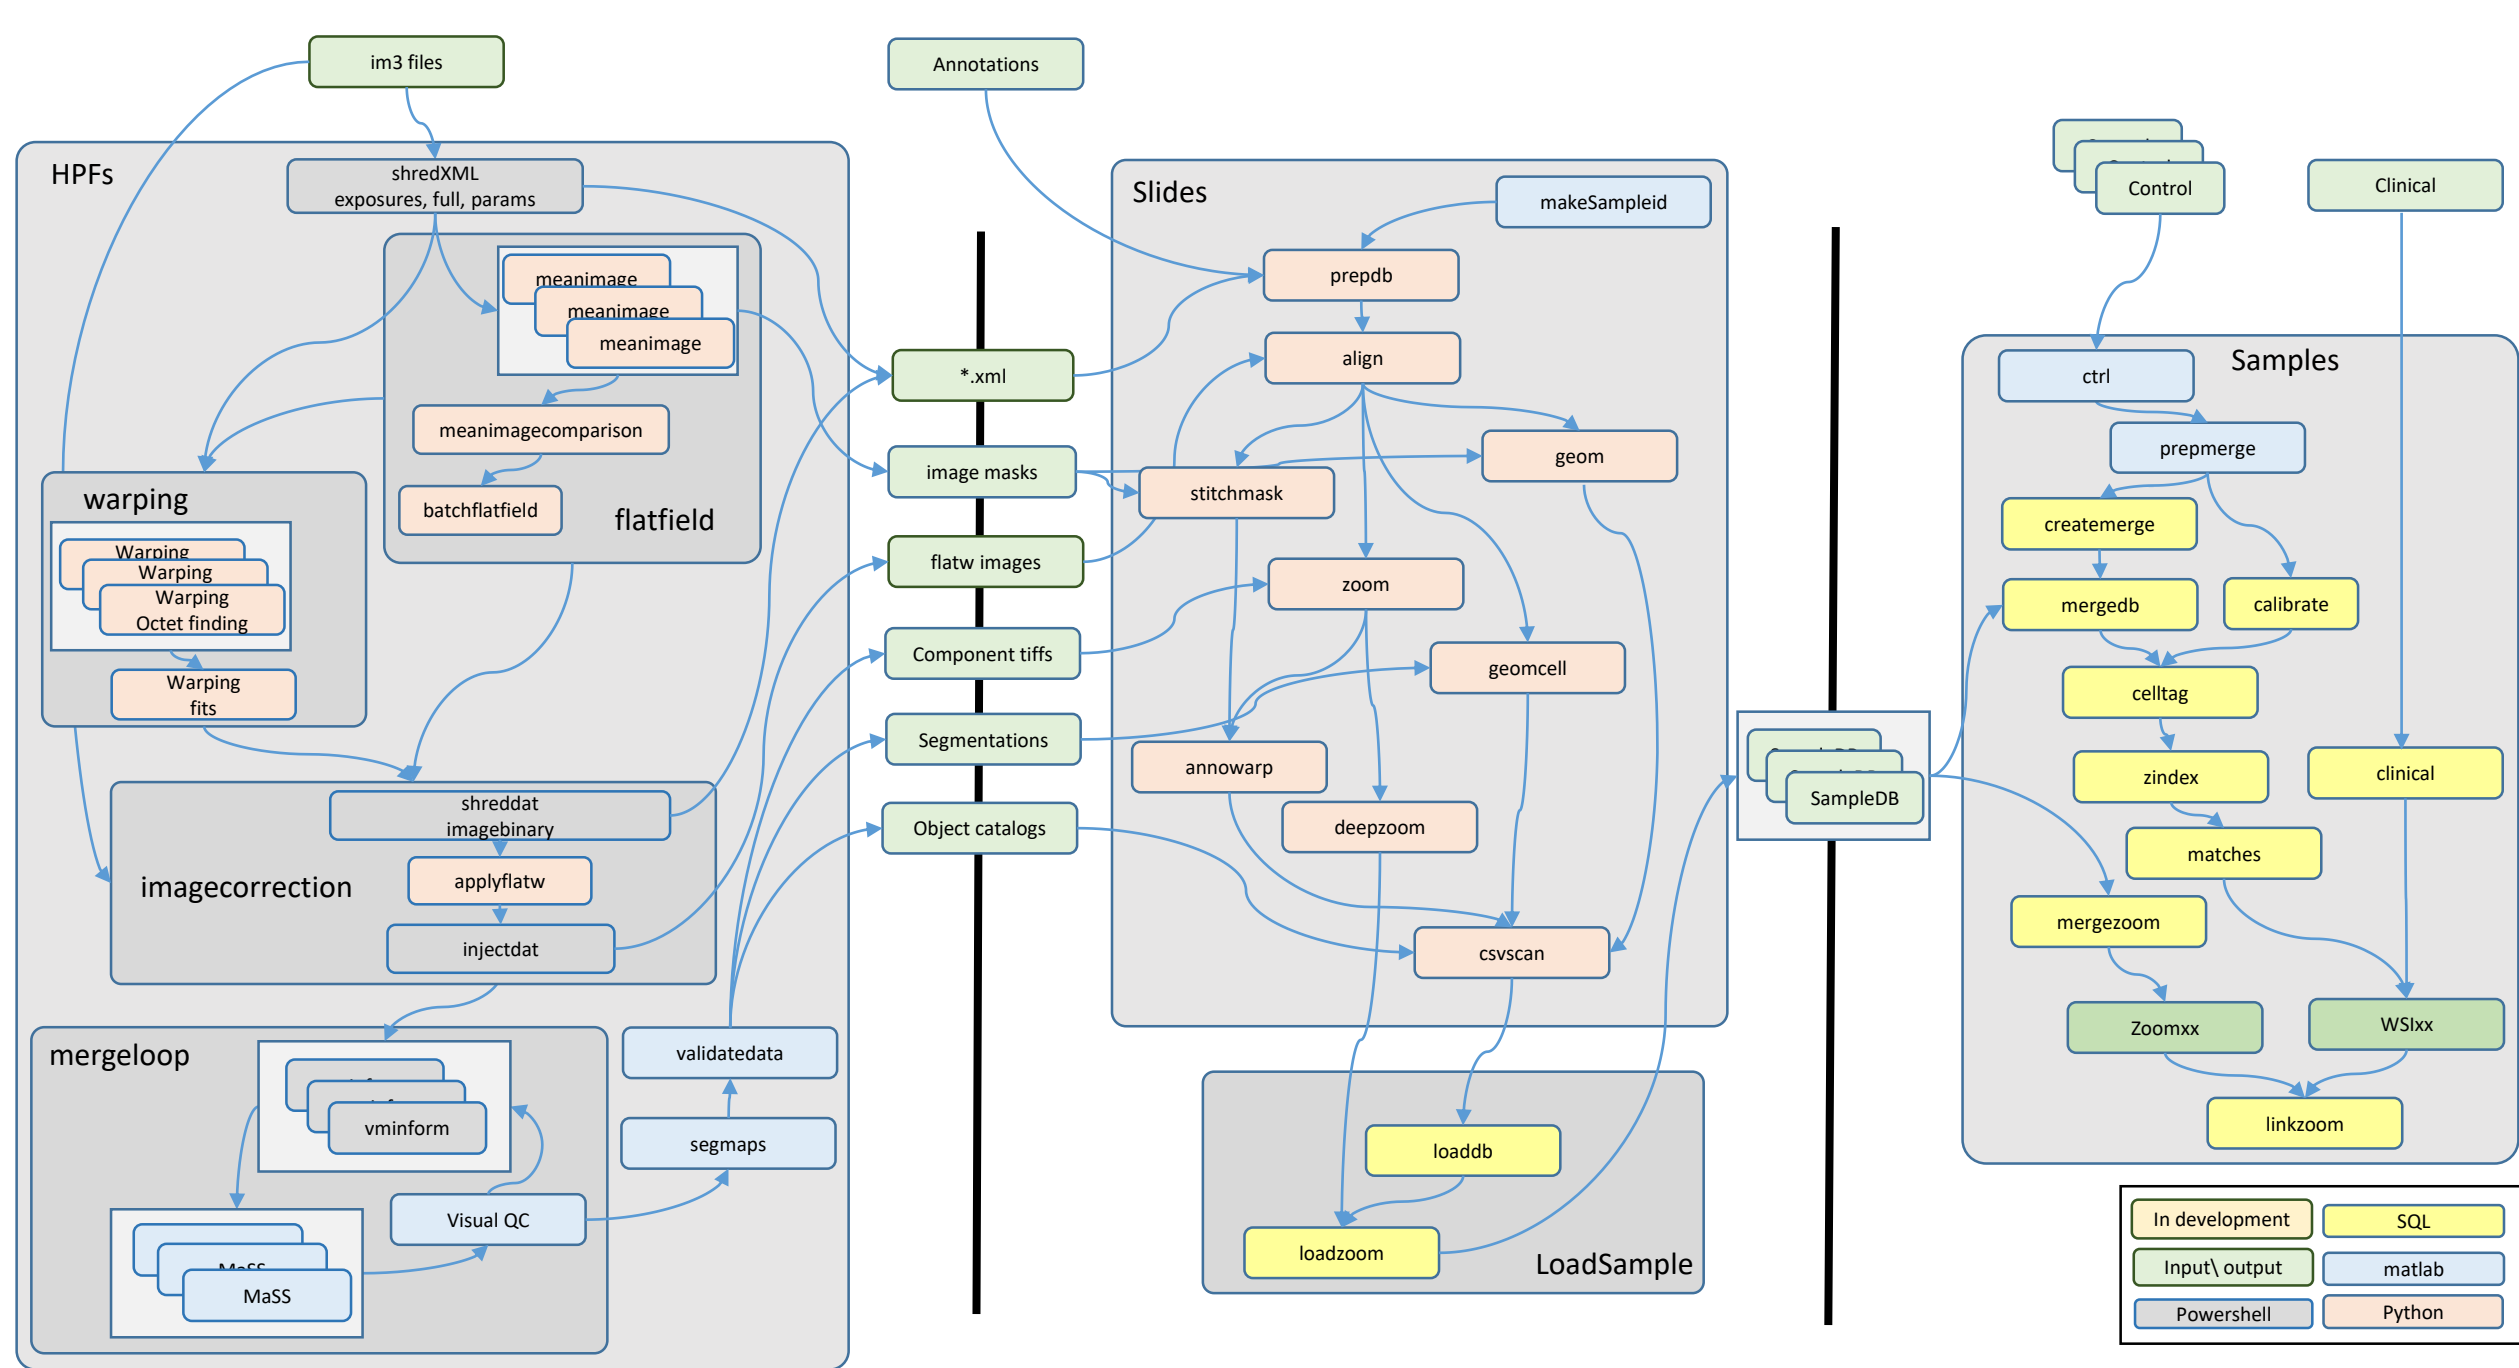 im3 files
Annotations
HPFs
shredXML
exposures, full, params
Slides
makeSampleid
Control
Clinical
meanimage
meanimage
meanimage
prepdb
align
*.xml
Samples
ctrl
meanimagecomparison
prepmerge
geom
image masks
stitchmask
warping
batchflatfield
flatfield
createmerge
Warping
Warping
Warping
Octet finding
flatw images
zoom
mergedb
calibrate
Component tiffs
geomcell
Warping
fits
celltag
Segmentations
annowarp
zindex
clinical
SampleDB
shreddat
imagebinary
Object catalogs
deepzoom
matches
applyflatw
imagecorrection
mergezoom
injectdat
csvscan
Zoomxx
WSIxx
mergeloop
validatedata
vminform
linkzoom
segmaps
loaddb
Visual QC
loadzoom
LoadSample
MaSS
MaSS
In development
SQL
Input\ output
matlab
Powershell
Python